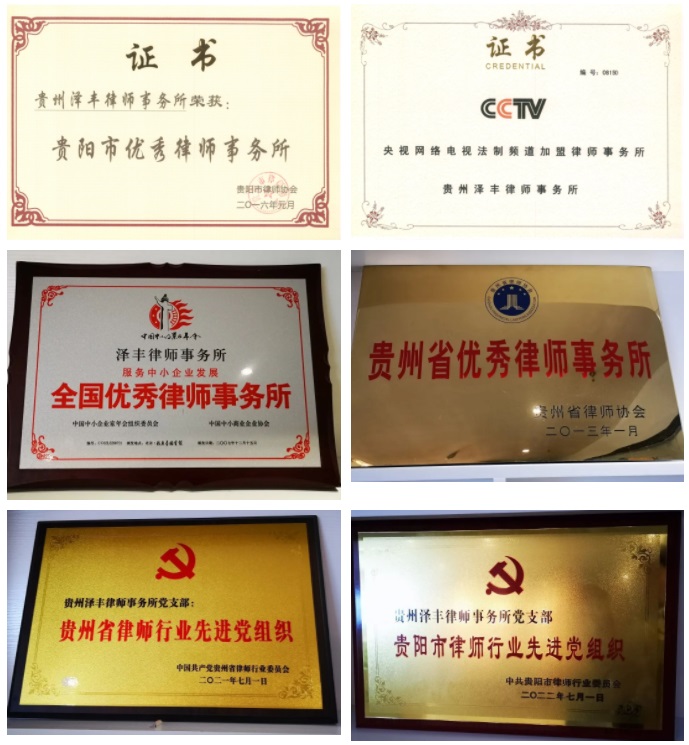 证书
贵州泽丰律师事务所荣获：
贵阳市优秀律师事务所
贵阳市律师协会
二〇一六年元月
证书
CREDENTIAL
编号：08190
CCTV
央视网络电视法制频道加盟律师事务所
贵州泽丰律师事务所
泽丰律师事务所
服务中小企业发展
全国优秀律师事务所
中国中小企业家年会组织委员会
中国中小商业企业协会
贵州省优秀律师事务所
贵州省律师协会
二〇一三年一月
贵州泽丰律师事务所党支部：
贵州省律师行业先进党组织
中国共产党贵州省律师行业委员会
二〇二一年七月一日
贵州泽丰律师事务所党支部
贵阳市律师行业先进党组织
中共贵阳市律师行业委员会
二〇二二年七月一日